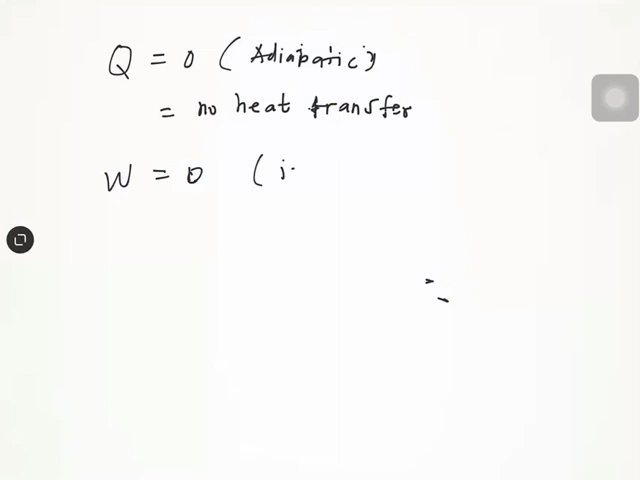 Q = 0 (Adiabatic)
= no heat transfer
W = 0 ( i